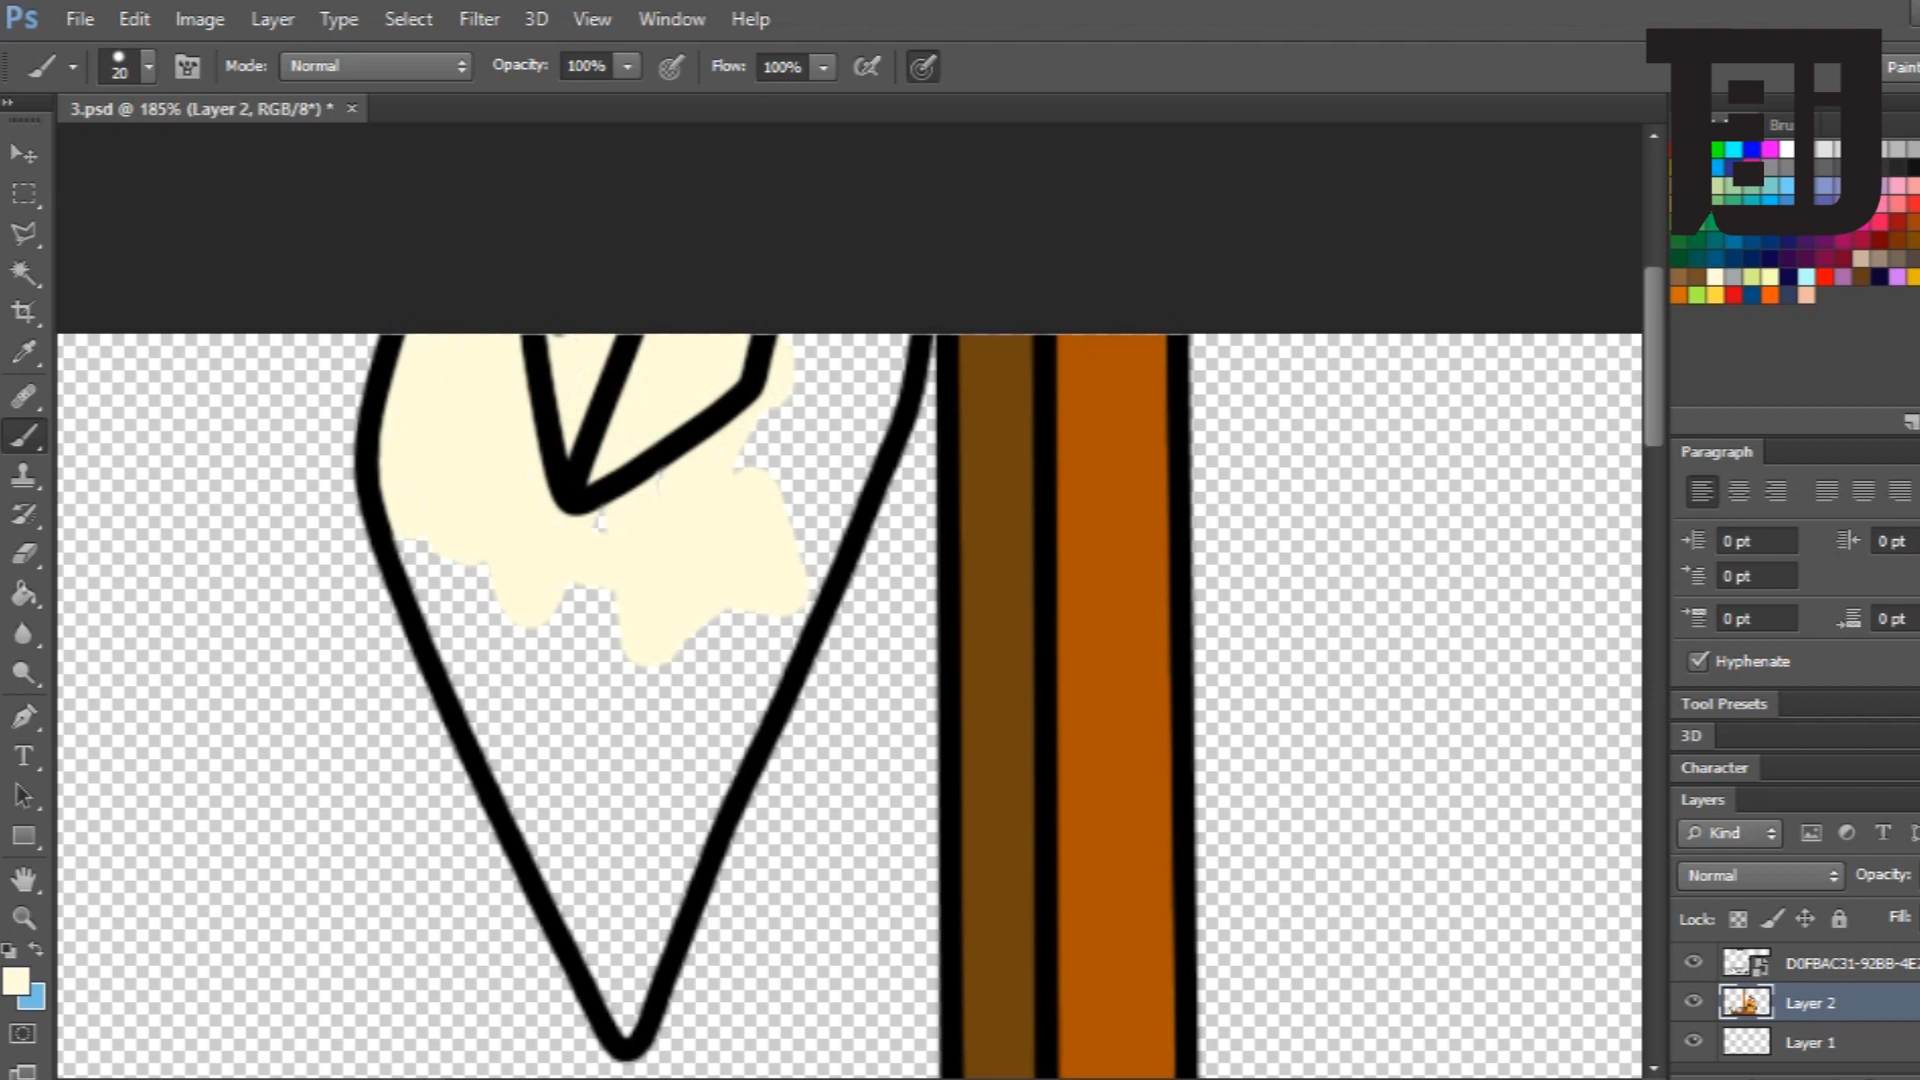 Ps File Edit Image Layer Type Select Filter 3D View Window Help
20 Mode: Normal Opacity: 100% Flow: 100%
Paint
3.psd @ 185% (Layer 2, RGB/8*) * ×
Paragraph
0 pt 0 pt
0 pt
0 pt 0 pt
Hyphenate
Tool Presets
3D
Character
Layers
Kind
Normal Opacity:
Lock: Fill:
D0FBAC31-92BB-4E
Layer 2
Layer 1